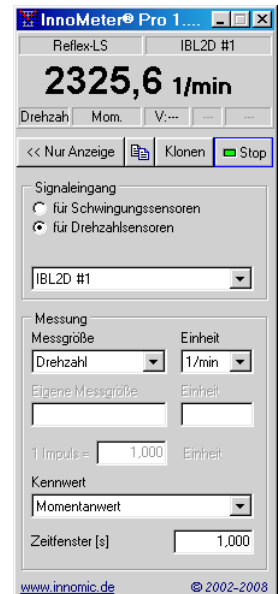 InnoMeter® Pro 1....
Reflex-LS IBL2D #1
2325,6 1/min
Drehzah Mom. V:--- --- ---
<< Nur Anzeige Klonen Stop
Signaleingang
für Schwingungssensoren
für Drehzahlsensoren
IBL2D #1
Messung
Messgröße Einheit
Drehzahl 1/min
Eigene Messgröße Einheit
1 Impuls = 1,000 Einheit
Kennwert
Momentanwert
Zeitfenster [s] 1,000
www.innomic.de © 2002-2008